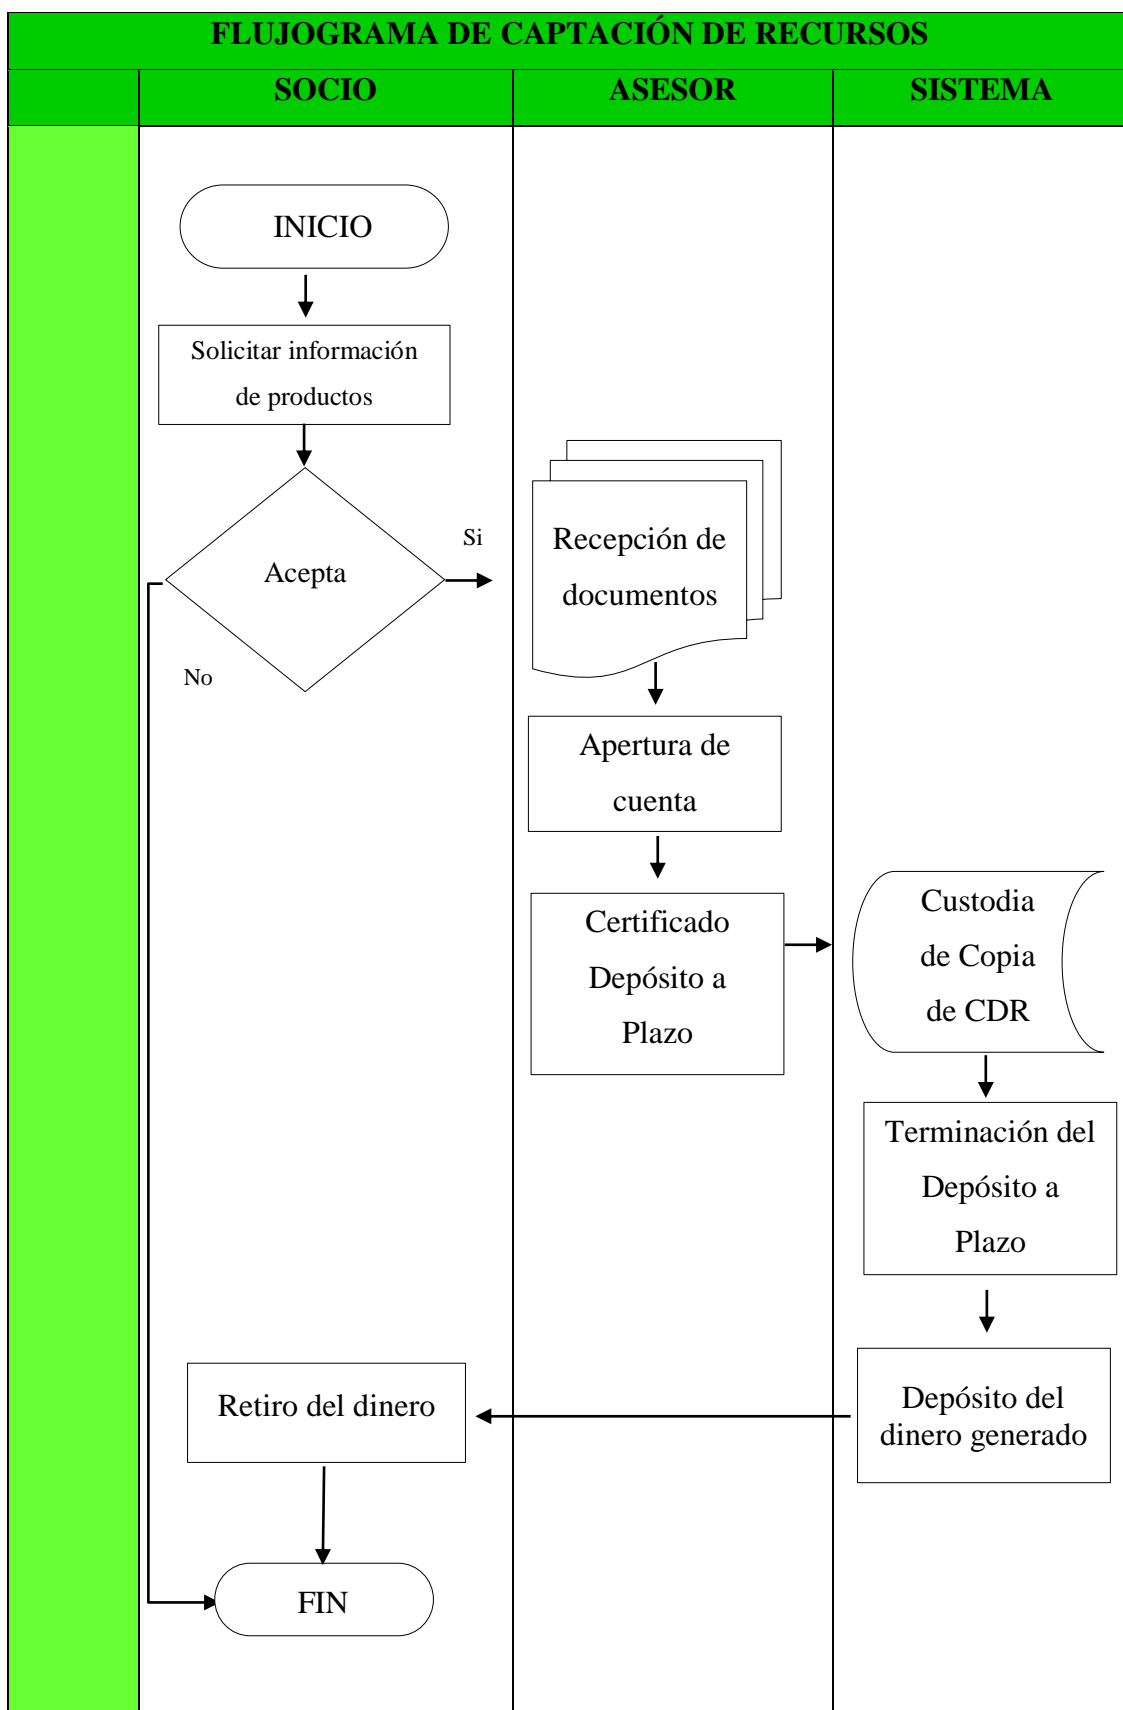 FLUJOGRAMA DE CAPTACIÓN DE RECURSOS
SOCIO
ASESOR
SISTEMA
INICIO
Solicitar información
de productos
Acepta
Si
No
Recepción de
documentos
Apertura de
cuenta
Certificado
Depósito a
Plazo
Custodia
de Copia
de CDR
Terminación del
Depósito a
Plazo
Depósito del
dinero generado
Retiro del dinero
FIN